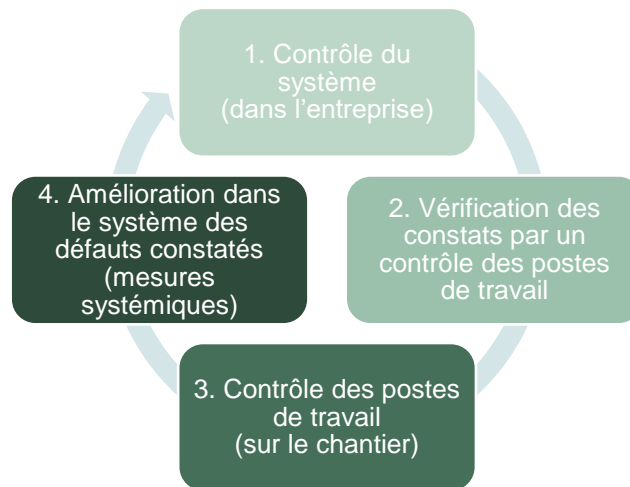 1. Contrôle du
système
(dans l'entreprise)
2. Vérification des
constats par un
contrôle des postes
de travail
3. Contrôle des postes
de travail
(sur le chantier)
4. Amélioration dans
le système des
défauts constatés
(mesures
systémiques)